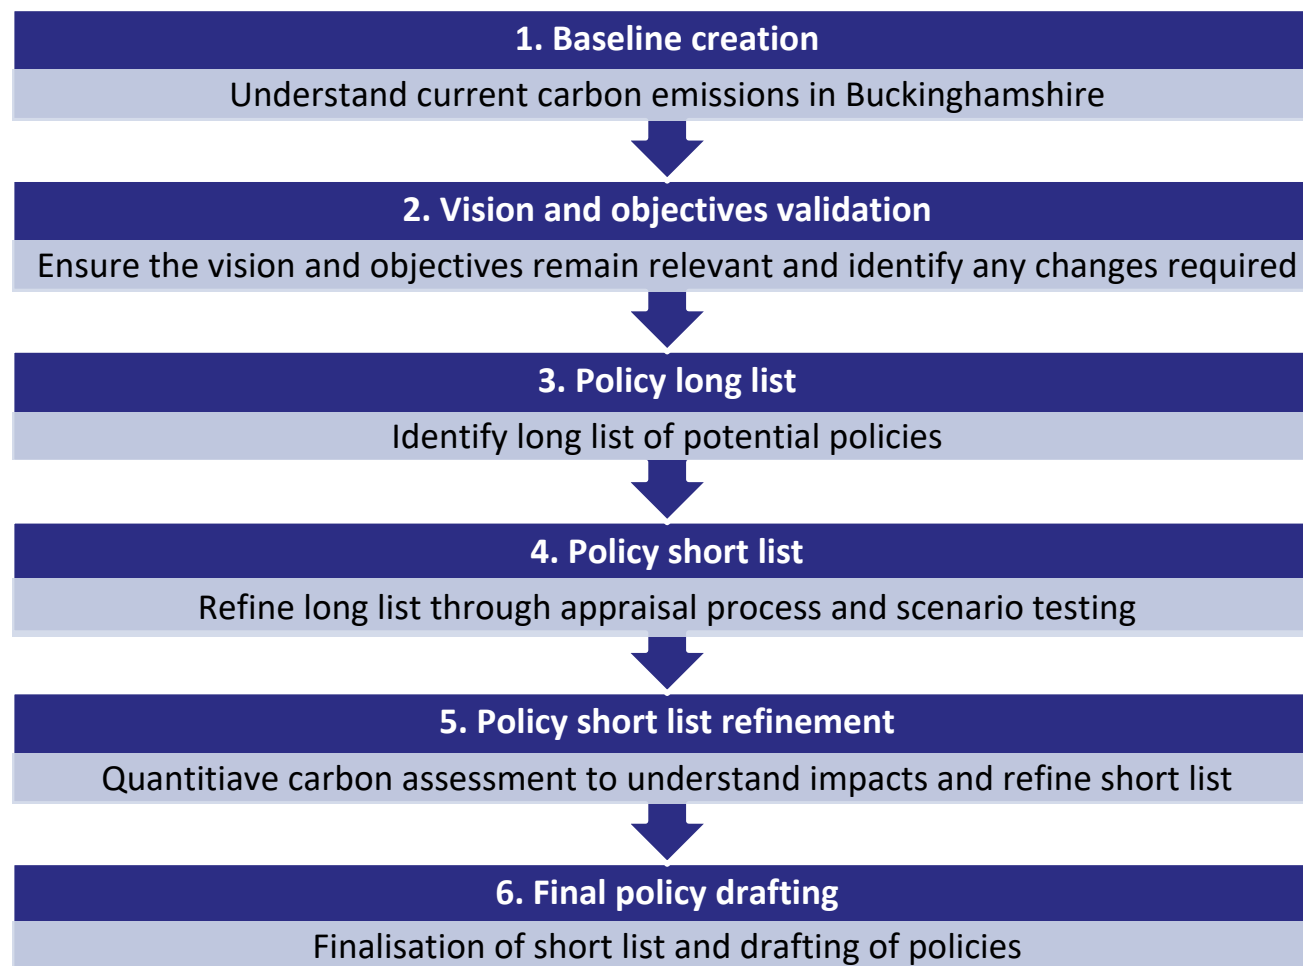 1. Baseline creation
Understand current carbon emissions in Buckinghamshire
2. Vision and objectives validation
Ensure the vision and objectives remain relevant and identify any changes required
3. Policy long list
Identify long list of potential policies
4. Policy short list
Refine long list through appraisal process and scenario testing
5. Policy short list refinement
Quantitiave carbon assessment to understand impacts and refine short list
6. Final policy drafting
Finalisation of short list and drafting of policies